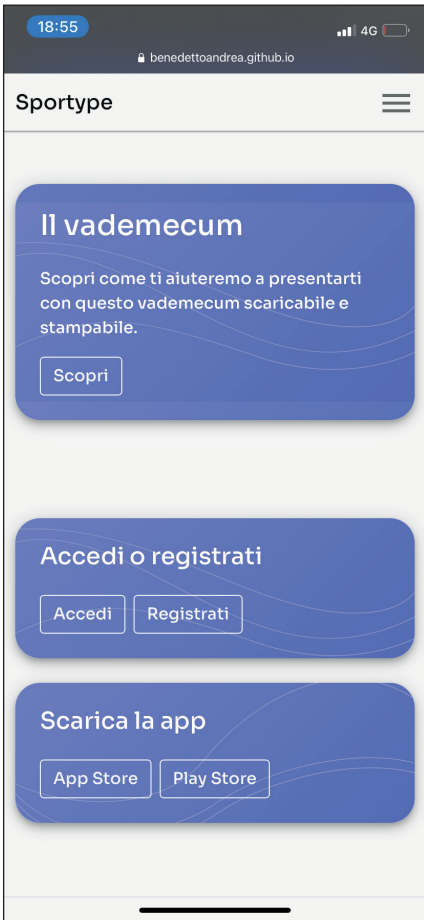 18:55
4G
benedettoandrea.github.io
Sportype
Il vademecum
Scopri come ti aiuteremo a presentarti
con questo vademecum scaricabile e
stampabile.
Scopri
Accedi o registrati
Accedi Registrati
Scarica la app
App Store Play Store